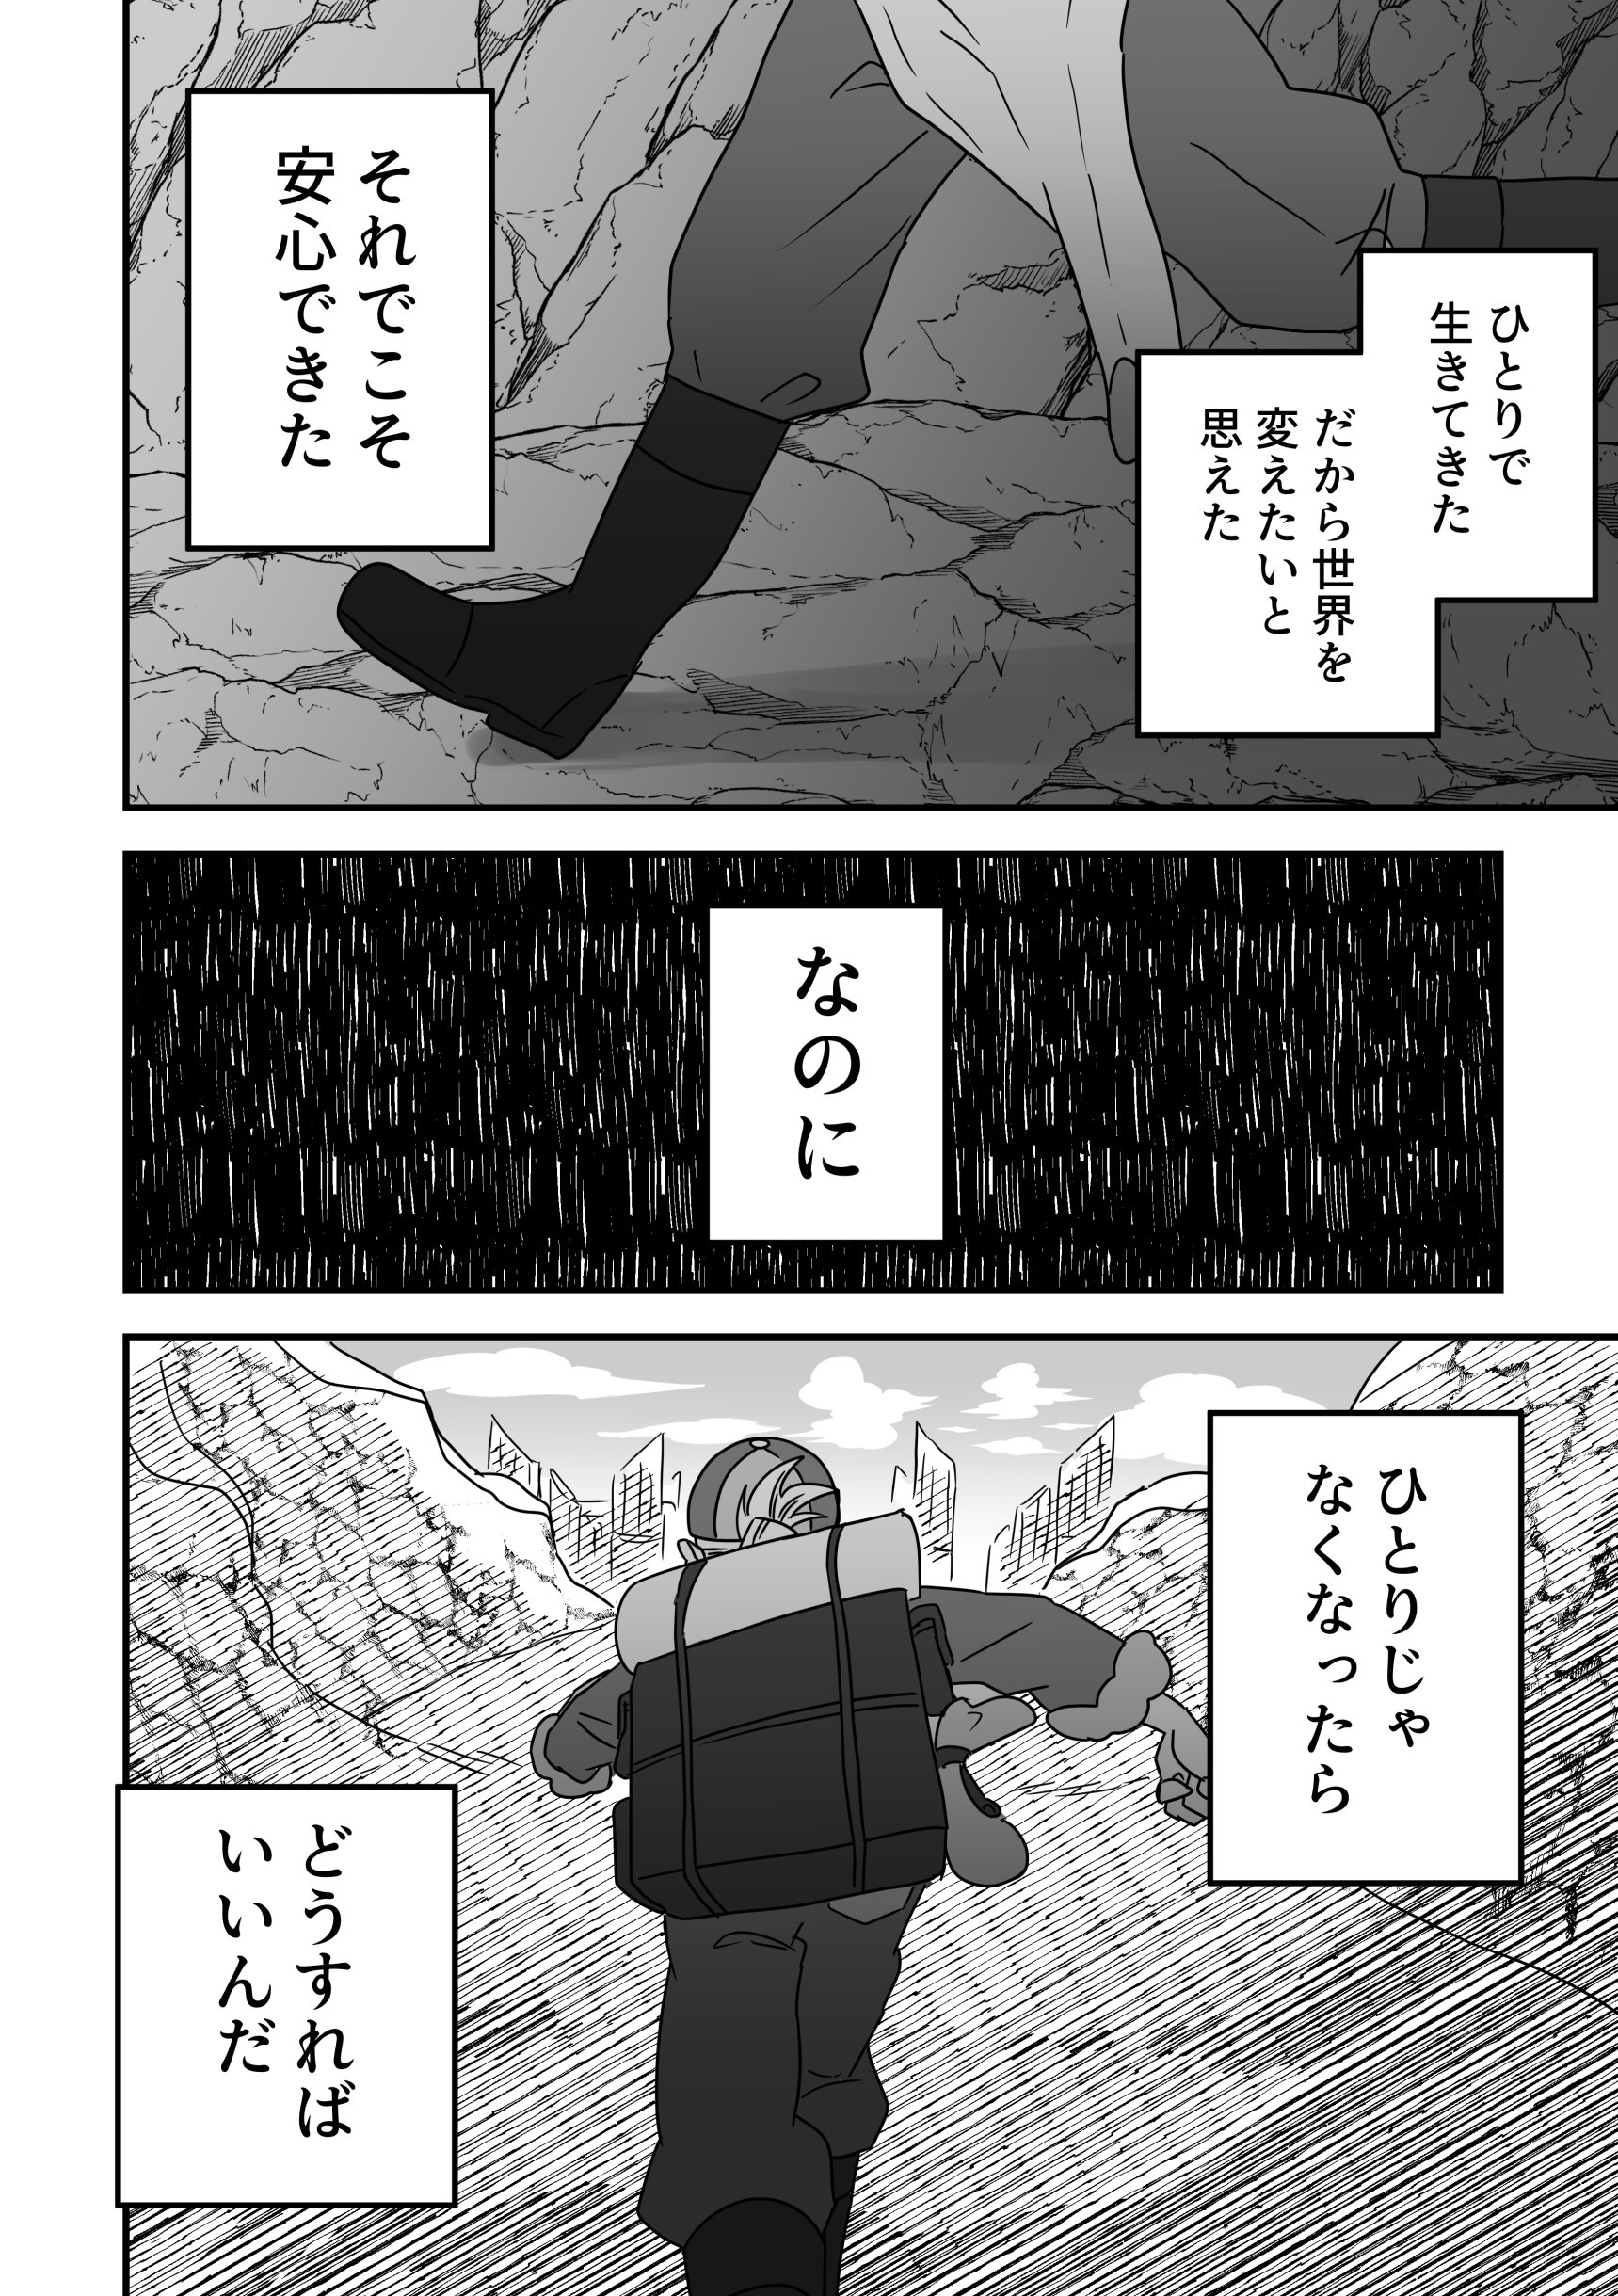 ひとりで
生きてきた
だから世界を
変えたいと
思えた
それでこそ
安心できた
なのに
ひとりじゃ
なくなったら
どうすれば
いいんだ